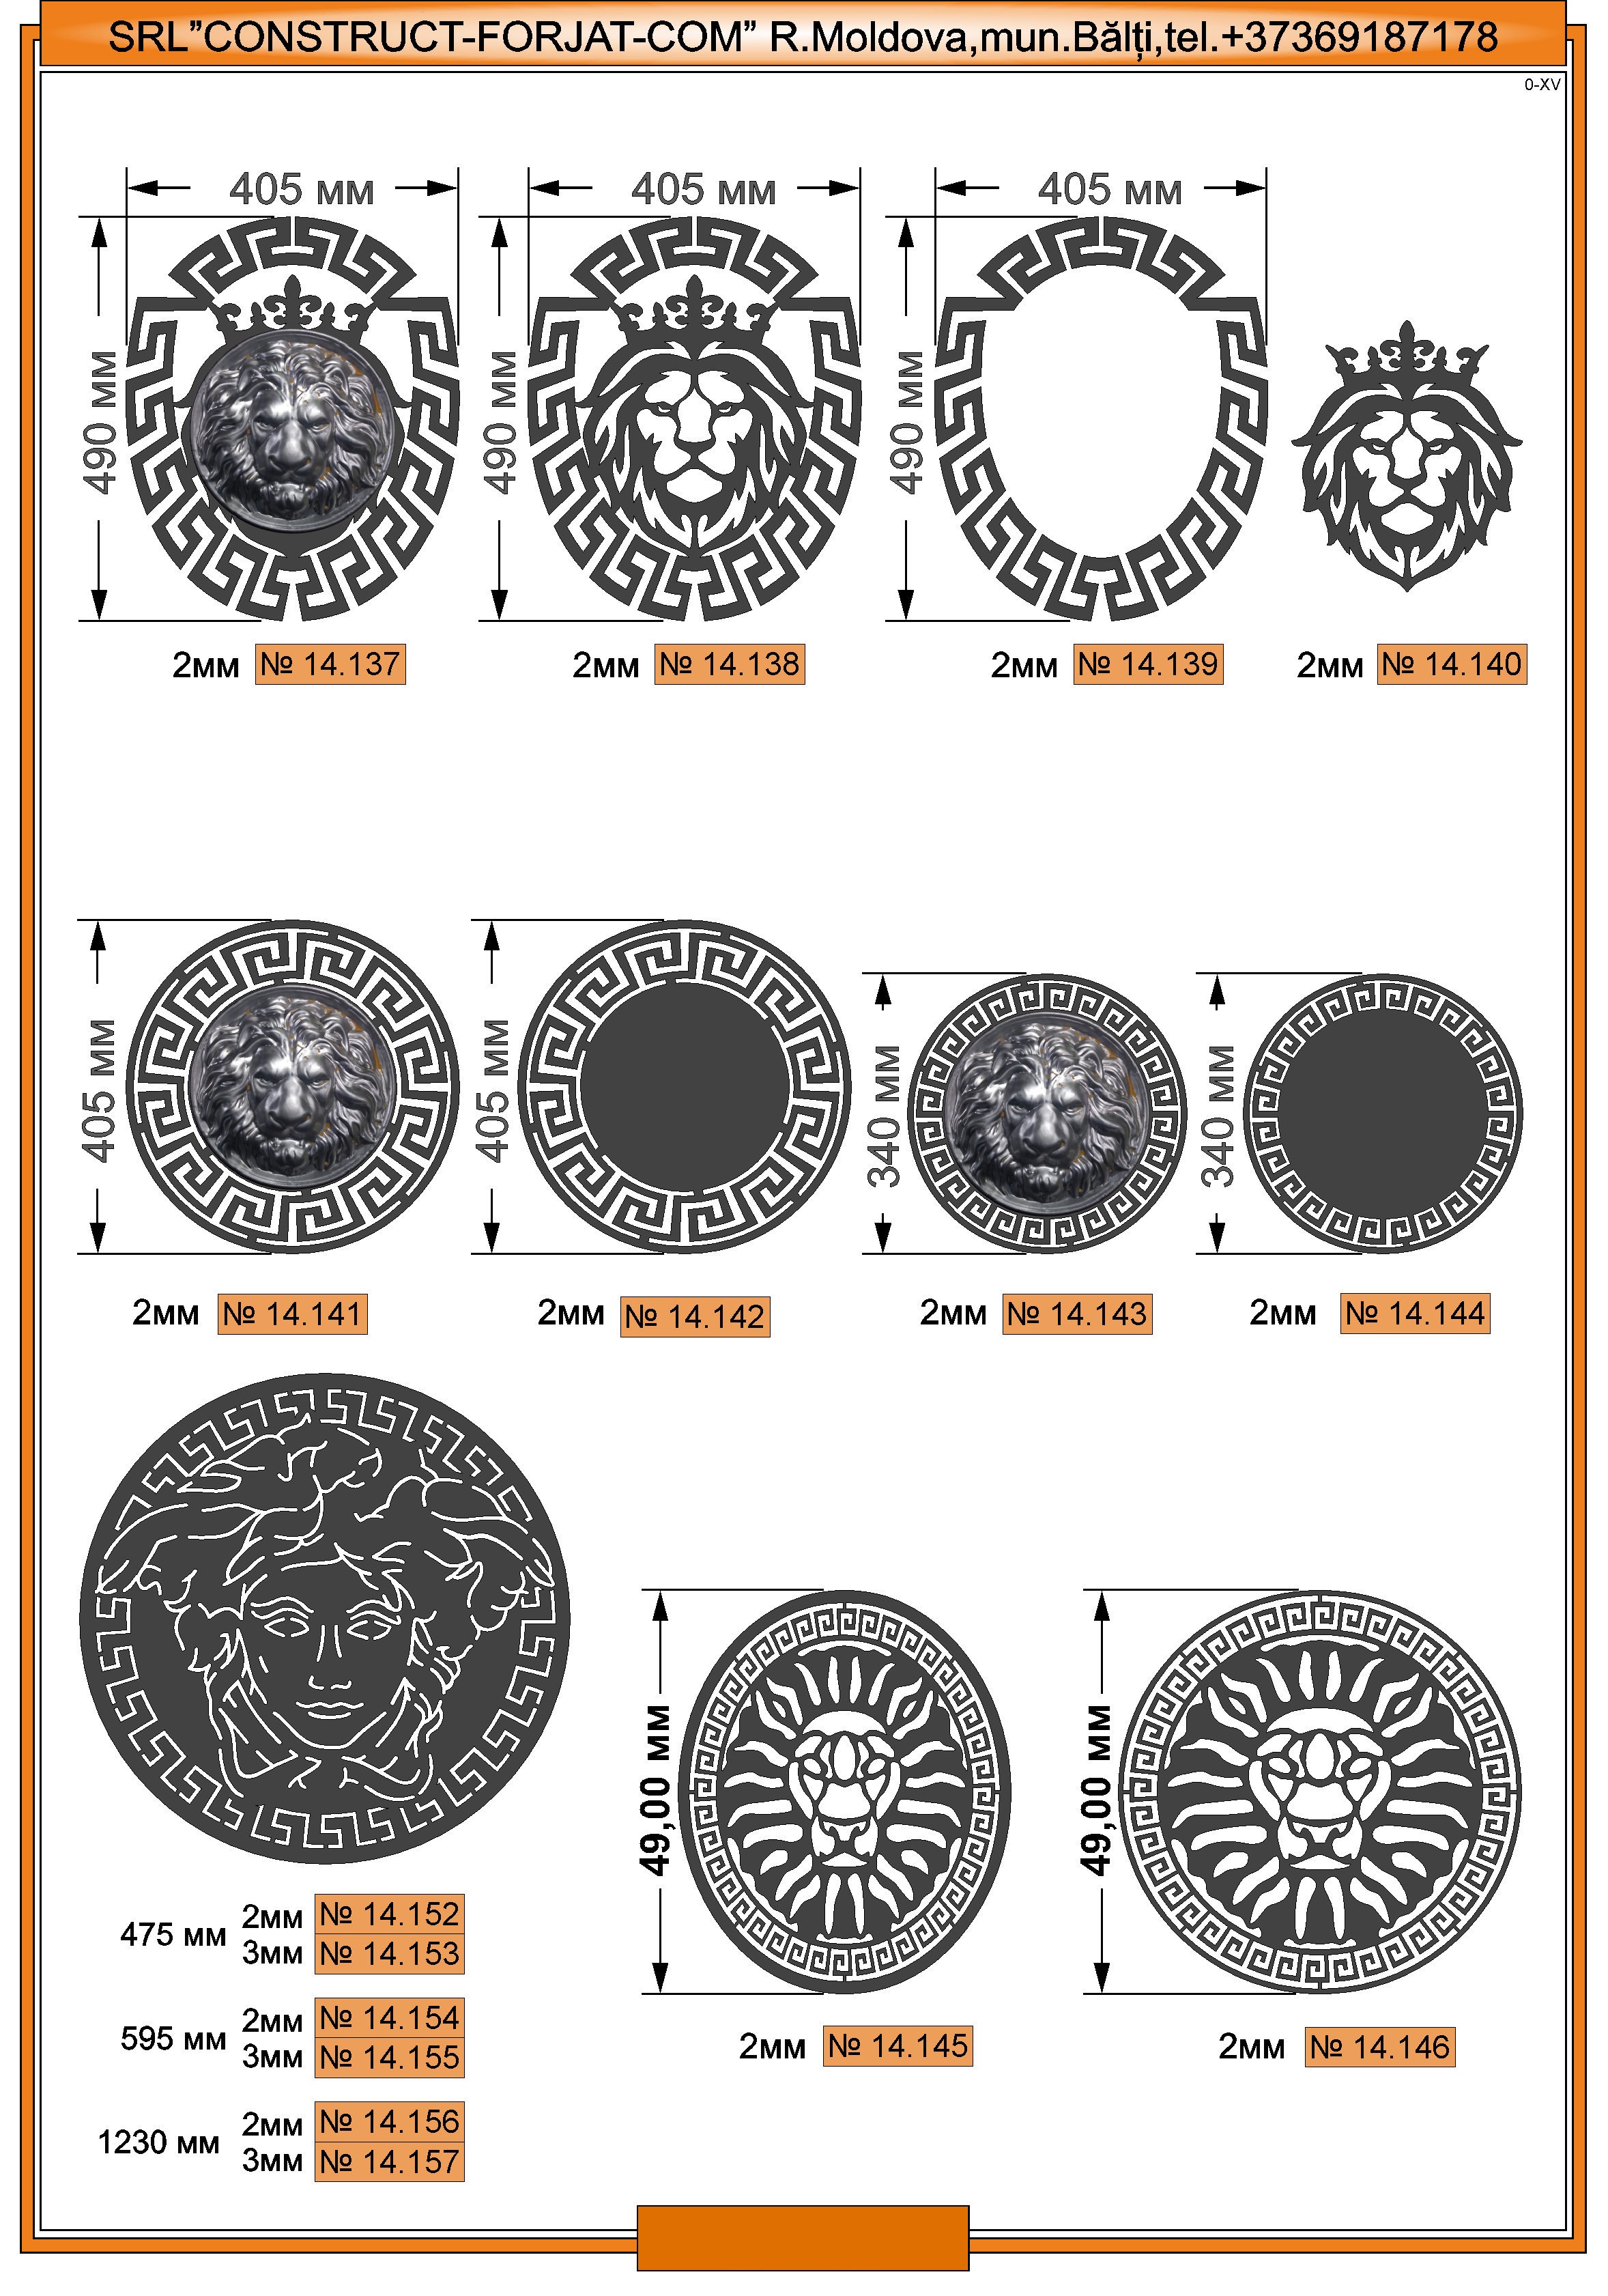 SRL”CONSTRUCT-FORJAT-COM” R.Moldova,mun.Bălți,tel.+37369187178
0-XV
405 мм
405 мм
405 мм
490 мм
490 мм
490 мм
2мм № 14.137
2мм № 14.138
2мм № 14.139
2мм № 14.140
405 мм
405 мм
340 мм
340 мм
2мм № 14.141
2мм № 14.142
2мм № 14.143
2мм № 14.144
49,00 мм
49,00 мм
475 мм
2мм № 14.152
3мм № 14.153
595 мм
2мм № 14.154
3мм № 14.155
1230 мм
2мм № 14.156
3мм № 14.157
2мм № 14.145
2мм № 14.146